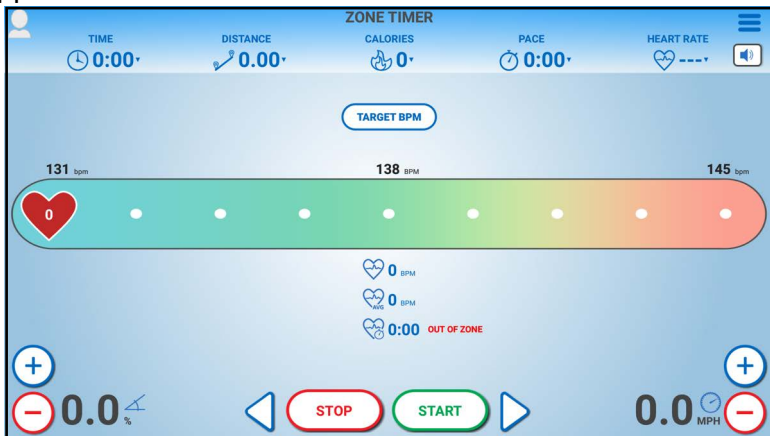 ZONE TIMER
TIME DISTANCE CALORIES PACE HEART RATE
0:00 0.00 0 0:00 ---
TARGET BPM
131 bpm 138 BPM 145 bpm
0
0 BPM
AVG 0 BPM
0:00 OUT OF ZONE
0.0 % STOP START 0.0 MPH